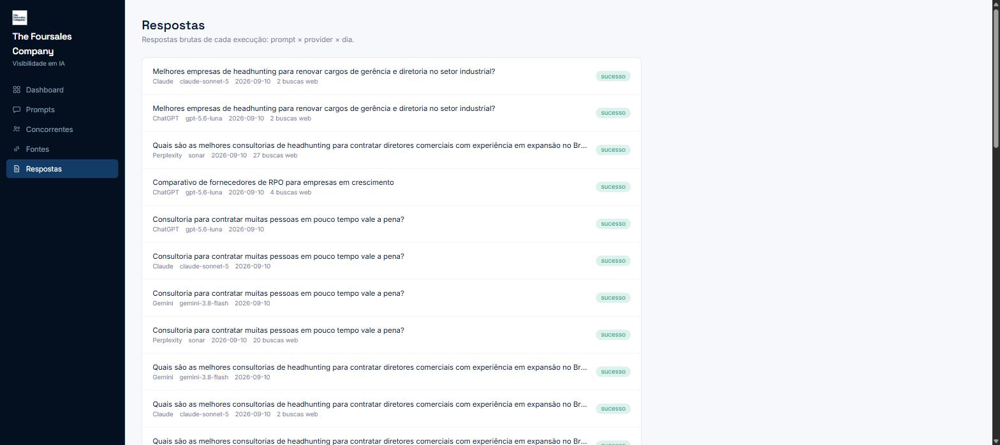 The
Foursales
Company
The Foursales
Company
Visibilidade em IA
Dashboard
Prompts
Concorrentes
Fontes
Respostas
Respostas
Respostas brutas de cada execução: prompt × provider × dia.
Melhores empresas de headhunting para renovar cargos de gerência e diretoria no setor industrial?
Claude claude-sonnet-5 2026-09-10 2 buscas web
sucesso
Melhores empresas de headhunting para renovar cargos de gerência e diretoria no setor industrial?
ChatGPT gpt-5.6-luna 2026-09-10 2 buscas web
sucesso
Quais são as melhores consultorias de headhunting para contratar diretores comerciais com experiência em expansão no Br...
Perplexity sonar 2026-09-10 27 buscas web
sucesso
Comparativo de fornecedores de RPO para empresas em crescimento
ChatGPT gpt-5.6-luna 2026-09-10 4 buscas web
sucesso
Consultoria para contratar muitas pessoas em pouco tempo vale a pena?
ChatGPT gpt-5.6-luna 2026-09-10
sucesso
Consultoria para contratar muitas pessoas em pouco tempo vale a pena?
Claude claude-sonnet-5 2026-09-10
sucesso
Consultoria para contratar muitas pessoas em pouco tempo vale a pena?
Gemini gemini-3.8-flash 2026-09-10
sucesso
Consultoria para contratar muitas pessoas em pouco tempo vale a pena?
Perplexity sonar 2026-09-10 20 buscas web
sucesso
Quais são as melhores consultorias de headhunting para contratar diretores comerciais com experiência em expansão no Br...
Gemini gemini-3.8-flash 2026-09-10
sucesso
Quais são as melhores consultorias de headhunting para contratar diretores comerciais com experiência em expansão no Br...
Claude claude-sonnet-5 2026-09-10 2 buscas web
sucesso
Quais são as melhores consultorias de headhunting para contratar diretores comerciais com experiência em expansão no Br...
sucesso